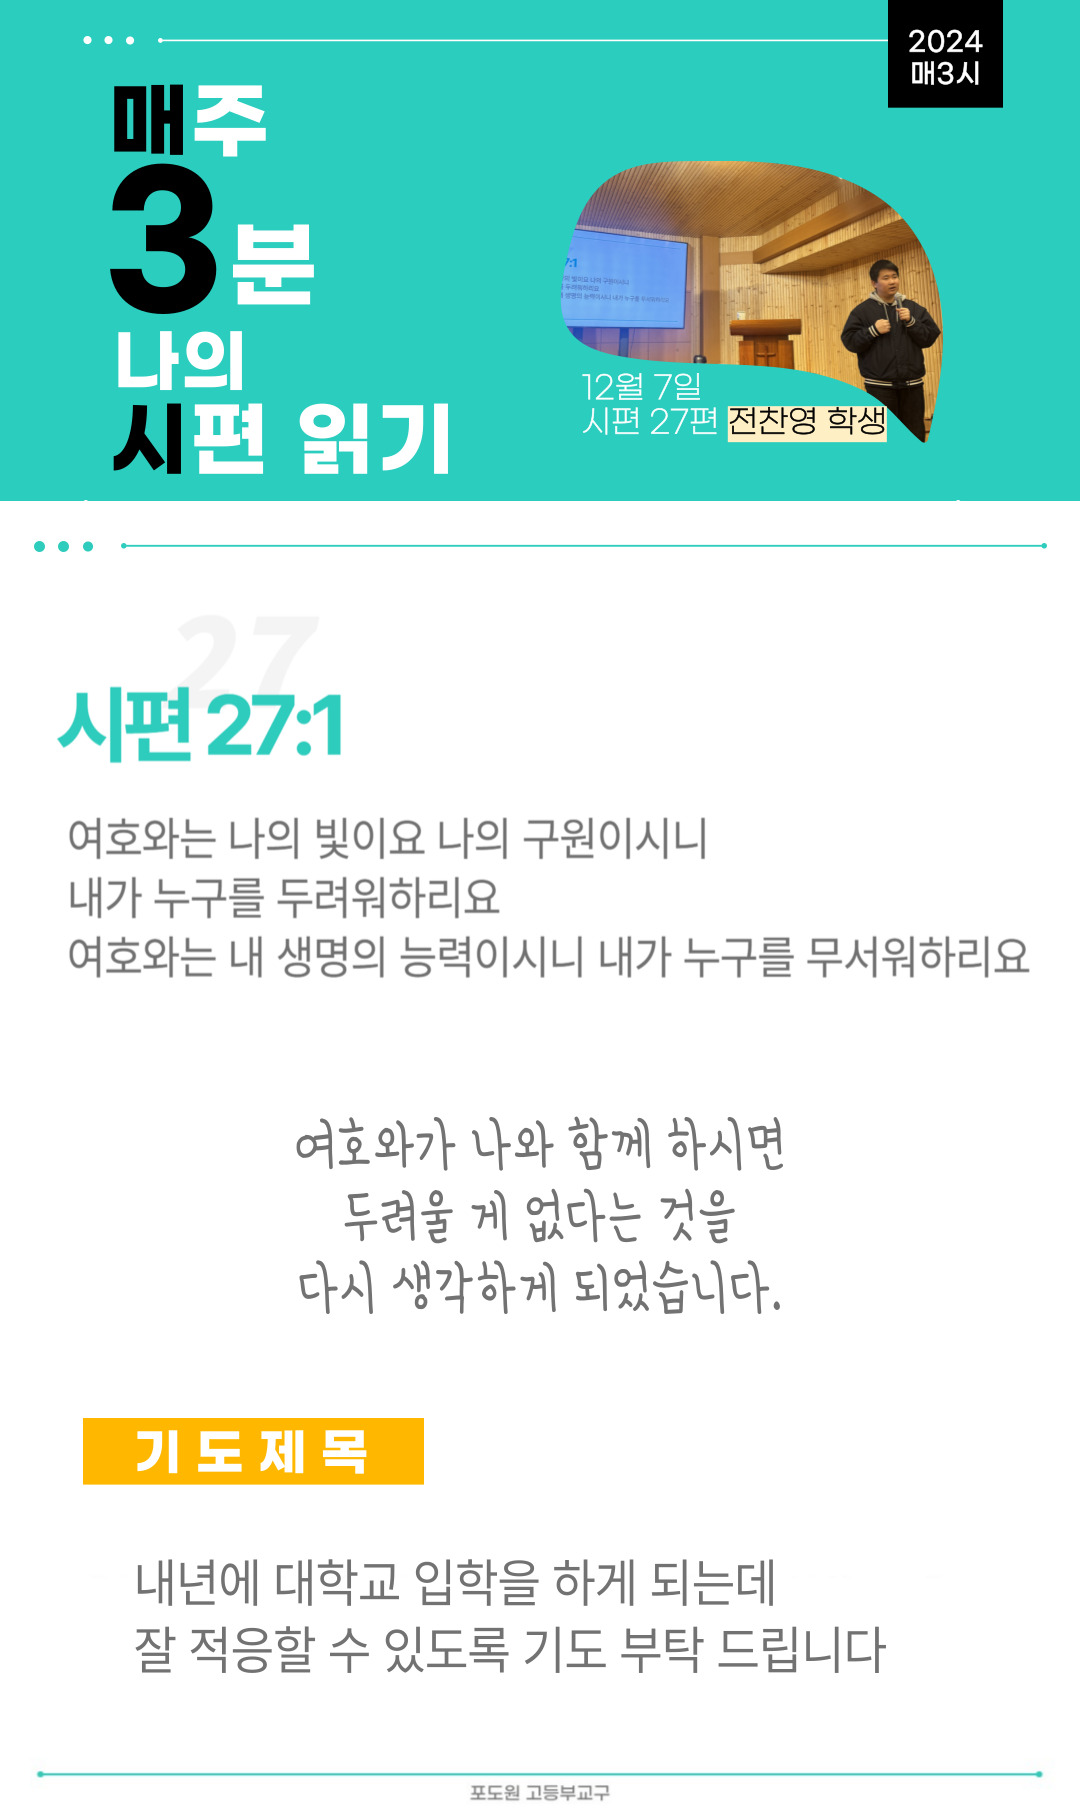 2024
매3시
매주
3분
나의
시편 읽기
7:1
12월 7일
시편 27편 전찬영 학생
27
시편 27:1
여호와는 나의 빛이요 나의 구원이시니
내가 누구를 두려워하리요
여호와는 내 생명의 능력이시니 내가 누구를 무서워하리요
여호와가 나와 함께 하시면
두려울 게 없다는 것을
다시 생각하게 되었습니다.
기도제목
내년에 대학교 입학을 하게 되는데
잘 적응할 수 있도록 기도 부탁 드립니다
포도원 고등부교구